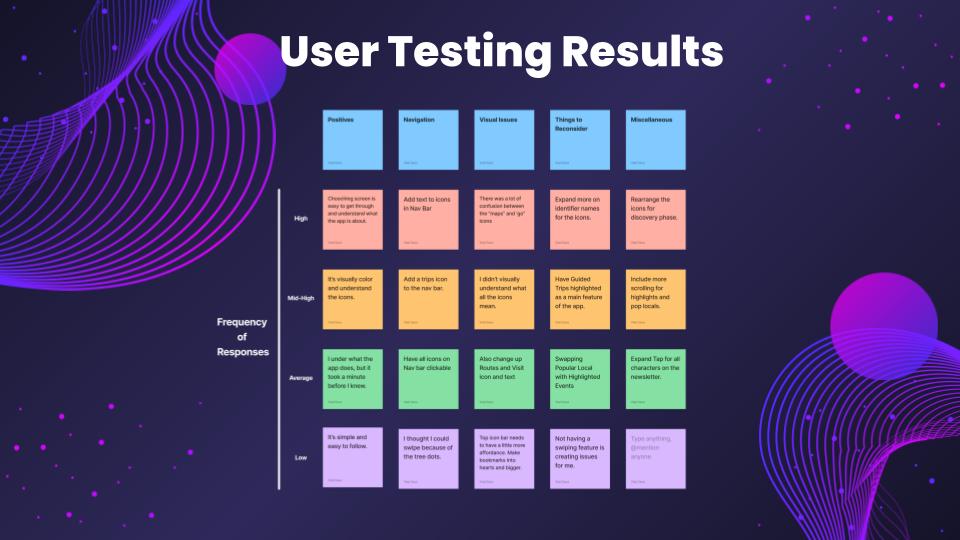 User Testing Results
Positives
Navigation
Visual Issues
Things to
Reconsider
Miscellaneous
Frequency
of
Responses
High
Choosing screen is
easy to get through
and understand what
the app is about.
Add text to icons
in Nav Bar
There was a lot of
confusion between
the "maps" and 'go'
icons
Expand more on
identifier names
for the icons.
Rearrange the
icons for
discovery phase.
Mid-High
It's visually color
and understand
the icons.
Add a trips icon
to the nav bar.
I didn't visually
understand what
all the icons
mean.
Have Guided
Trips highlighted
as a main feature
of the app.
Include more
scrolling for
highlights and
pop locals.
Average
I under what the
app does, but it
took a minute
before I knew.
Have all icons on
Nav bar clickable
Also change up
Routes and Visit
icon and text
Swapping
Popular Local
with Highlighted
Events
Expand Tap for all
characters on the
newsletter.
Low
It's simple and
easy to follow.
I thought I could
swipe because of
the tree dots.
Top icon bar needs
to have a little more
affordance. Make
bookmarks into
hearts and bigger.
Not having a
swiping feature is
creating issues
for me.
Type anything,
@mention
anyone